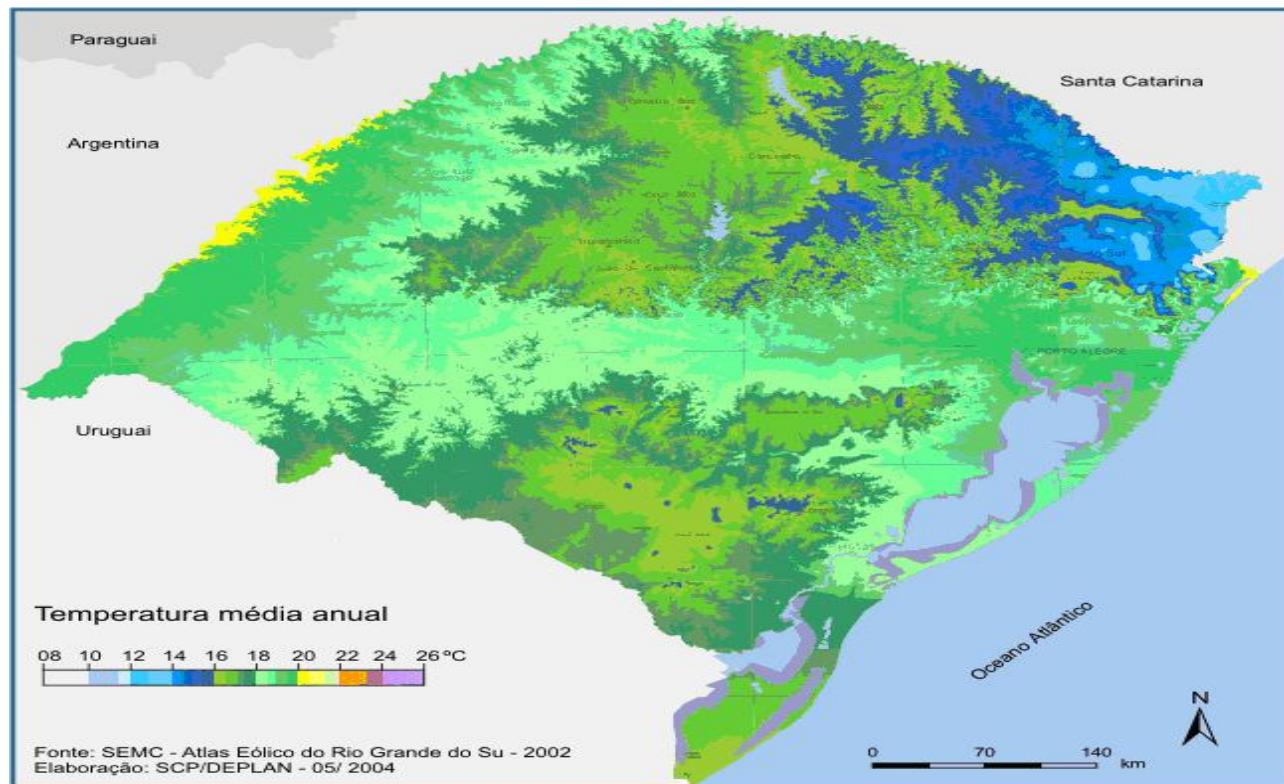 Paraguai
Santa Catarina
Argentina
PORTO ALEGRE
Uruguai
Temperatura média anual
08 10 12 14 16 18 20 22 24 26 ºC
Oceano Atlântico
N
Fonte: SEMC - Atlas Eólico do Rio Grande do Su - 2002
Elaboração: SCP/DEPLAN - 05/ 2004
0 70 140
km